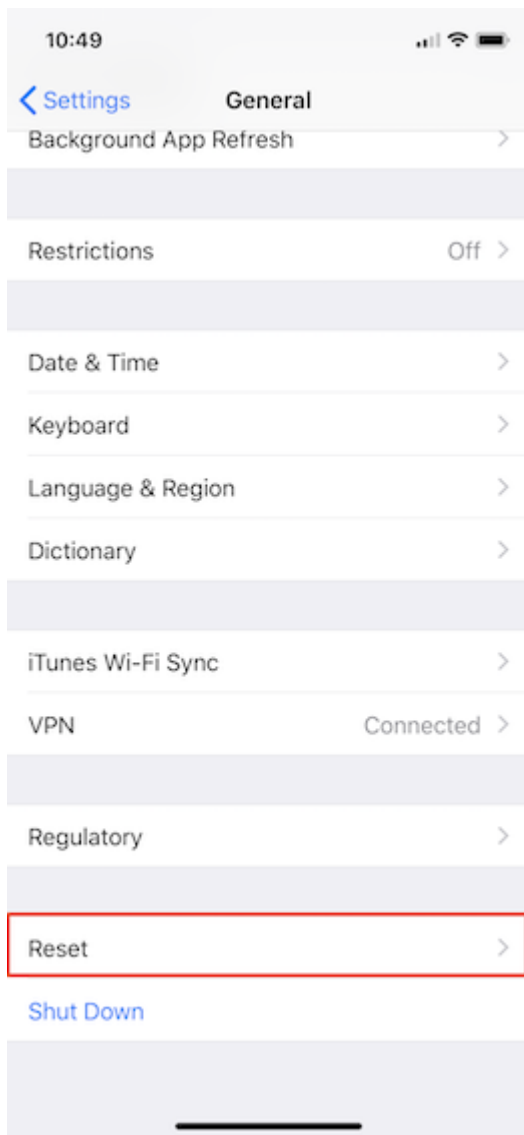 10:49
Settings General
Background App Refresh
Restrictions Off
Date & Time
Keyboard
Language & Region
Dictionary
iTunes Wi-Fi Sync
VPN Connected
Regulatory
Reset
Shut Down